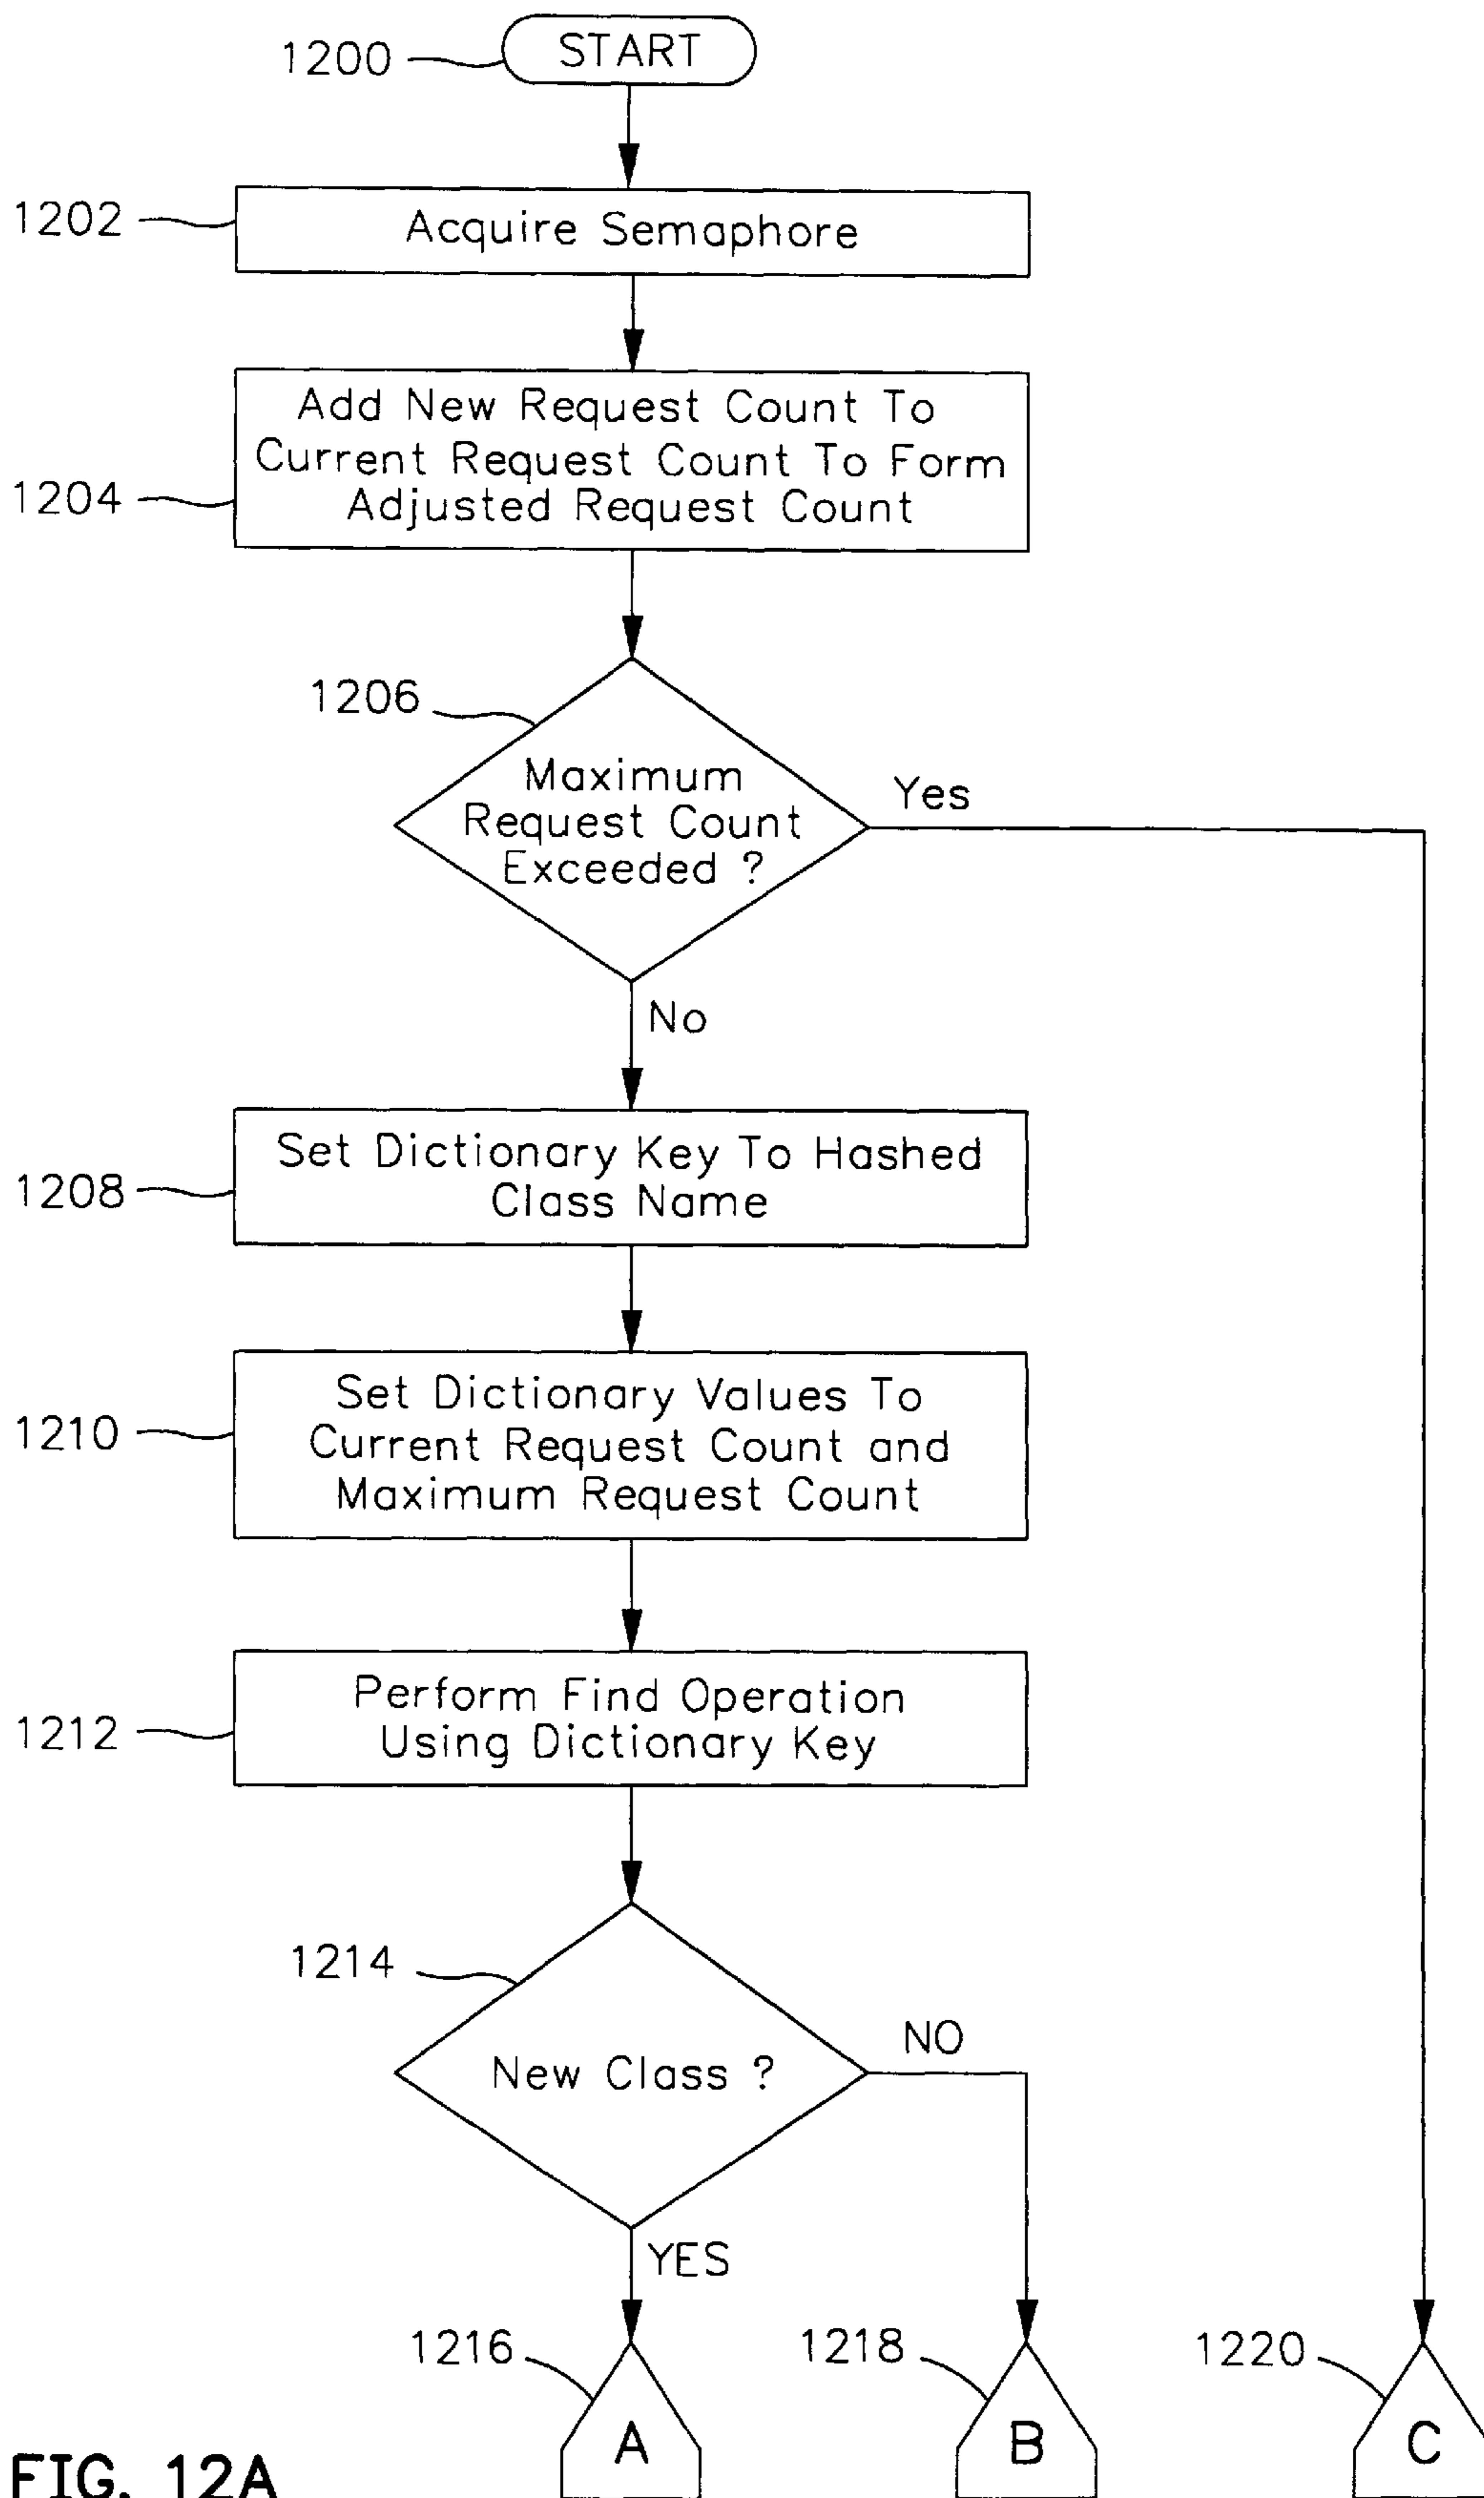 1200
START
1202
Acquire Semaphore
1204
Add New Request Count To
Current Request Count To Form
Adjusted Request Count
1206
Maximum
Request Count
Exceeded ?
Yes
No
1208
Set Dictionary Key To Hashed
Class Name
1210
Set Dictionary Values To
Current Request Count and
Maximum Request Count
1212
Perform Find Operation
Using Dictionary Key
1214
New Class ?
NO
YES
1216
A
1218
B
1220
C
FIG. 12A